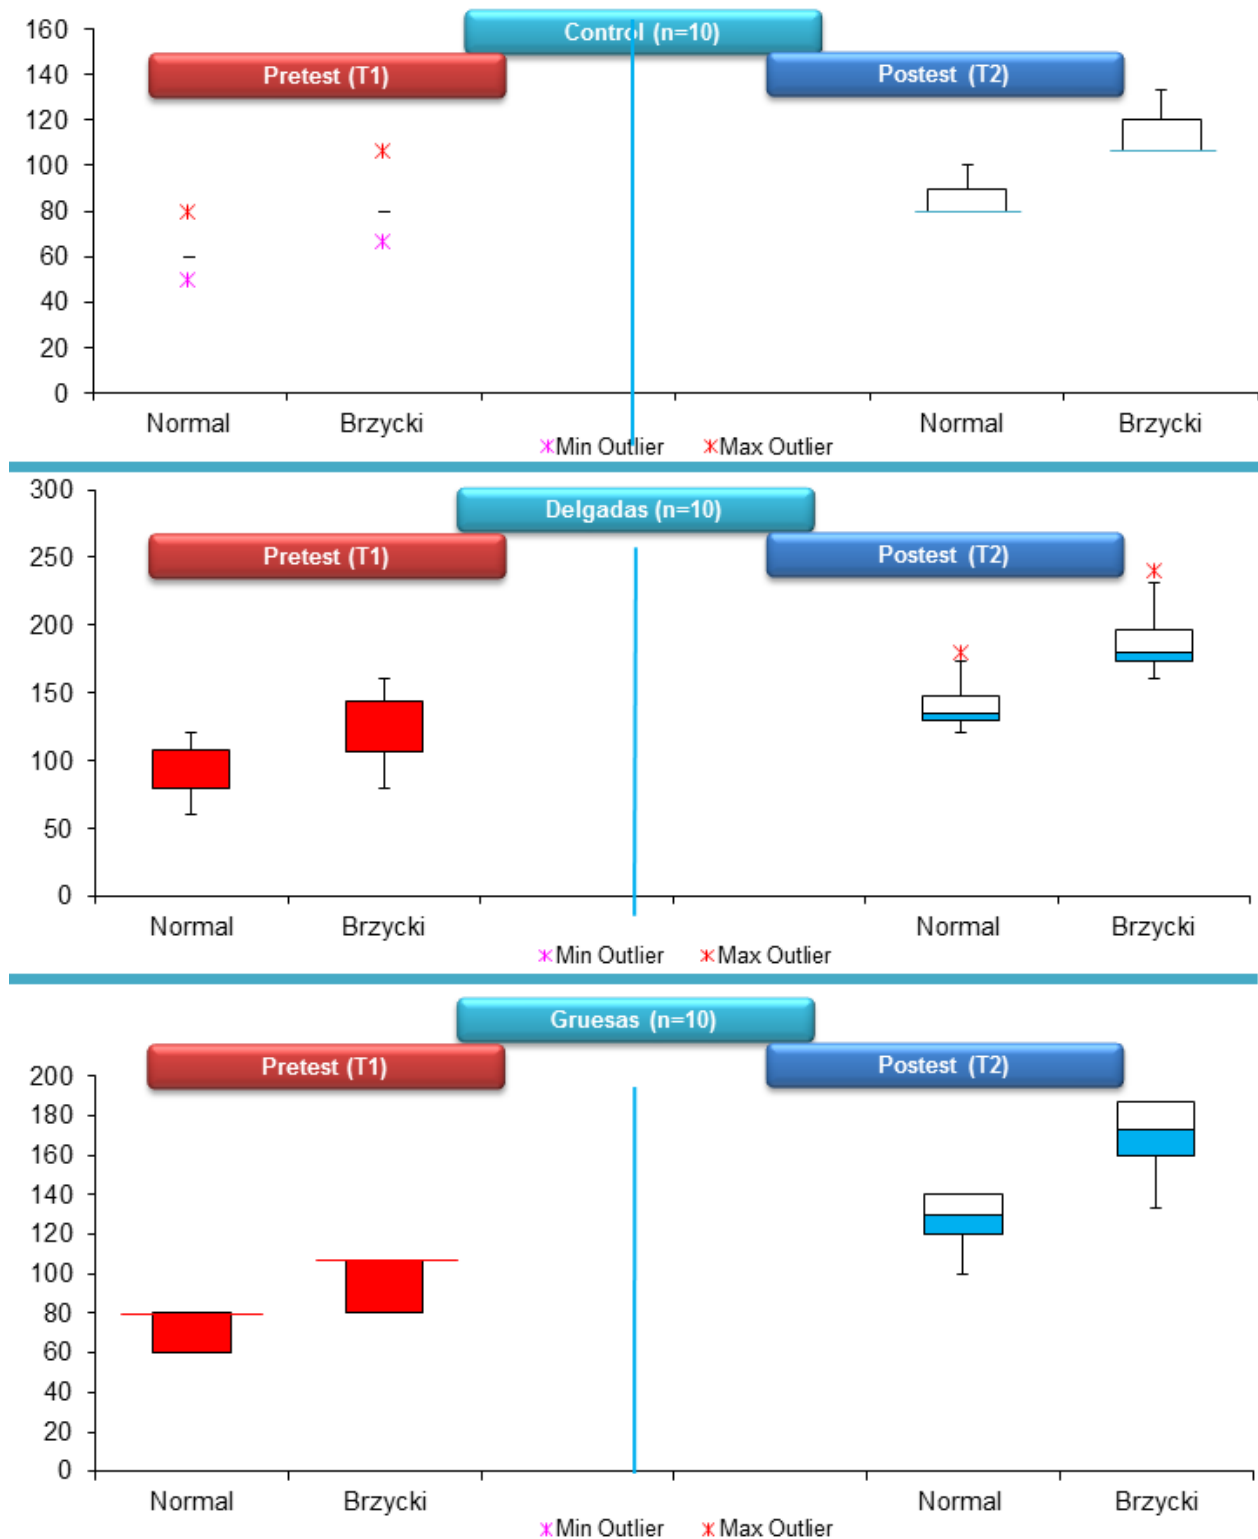 Control (n=10)
Pretest (T1)
Postest (T2)
160
140
120
100
80
60
40
20
0
Normal
Brzycki
Normal
Brzycki
Min Outlier
Max Outlier
Delgadas (n=10)
Pretest (T1)
Postest (T2)
300
250
200
150
100
50
0
Normal
Brzycki
Normal
Brzycki
Min Outlier
Max Outlier
Gruesas (n=10)
Pretest (T1)
Postest (T2)
200
180
160
140
120
100
80
60
40
20
0
Normal
Brzycki
Normal
Brzycki
Min Outlier
Max Outlier